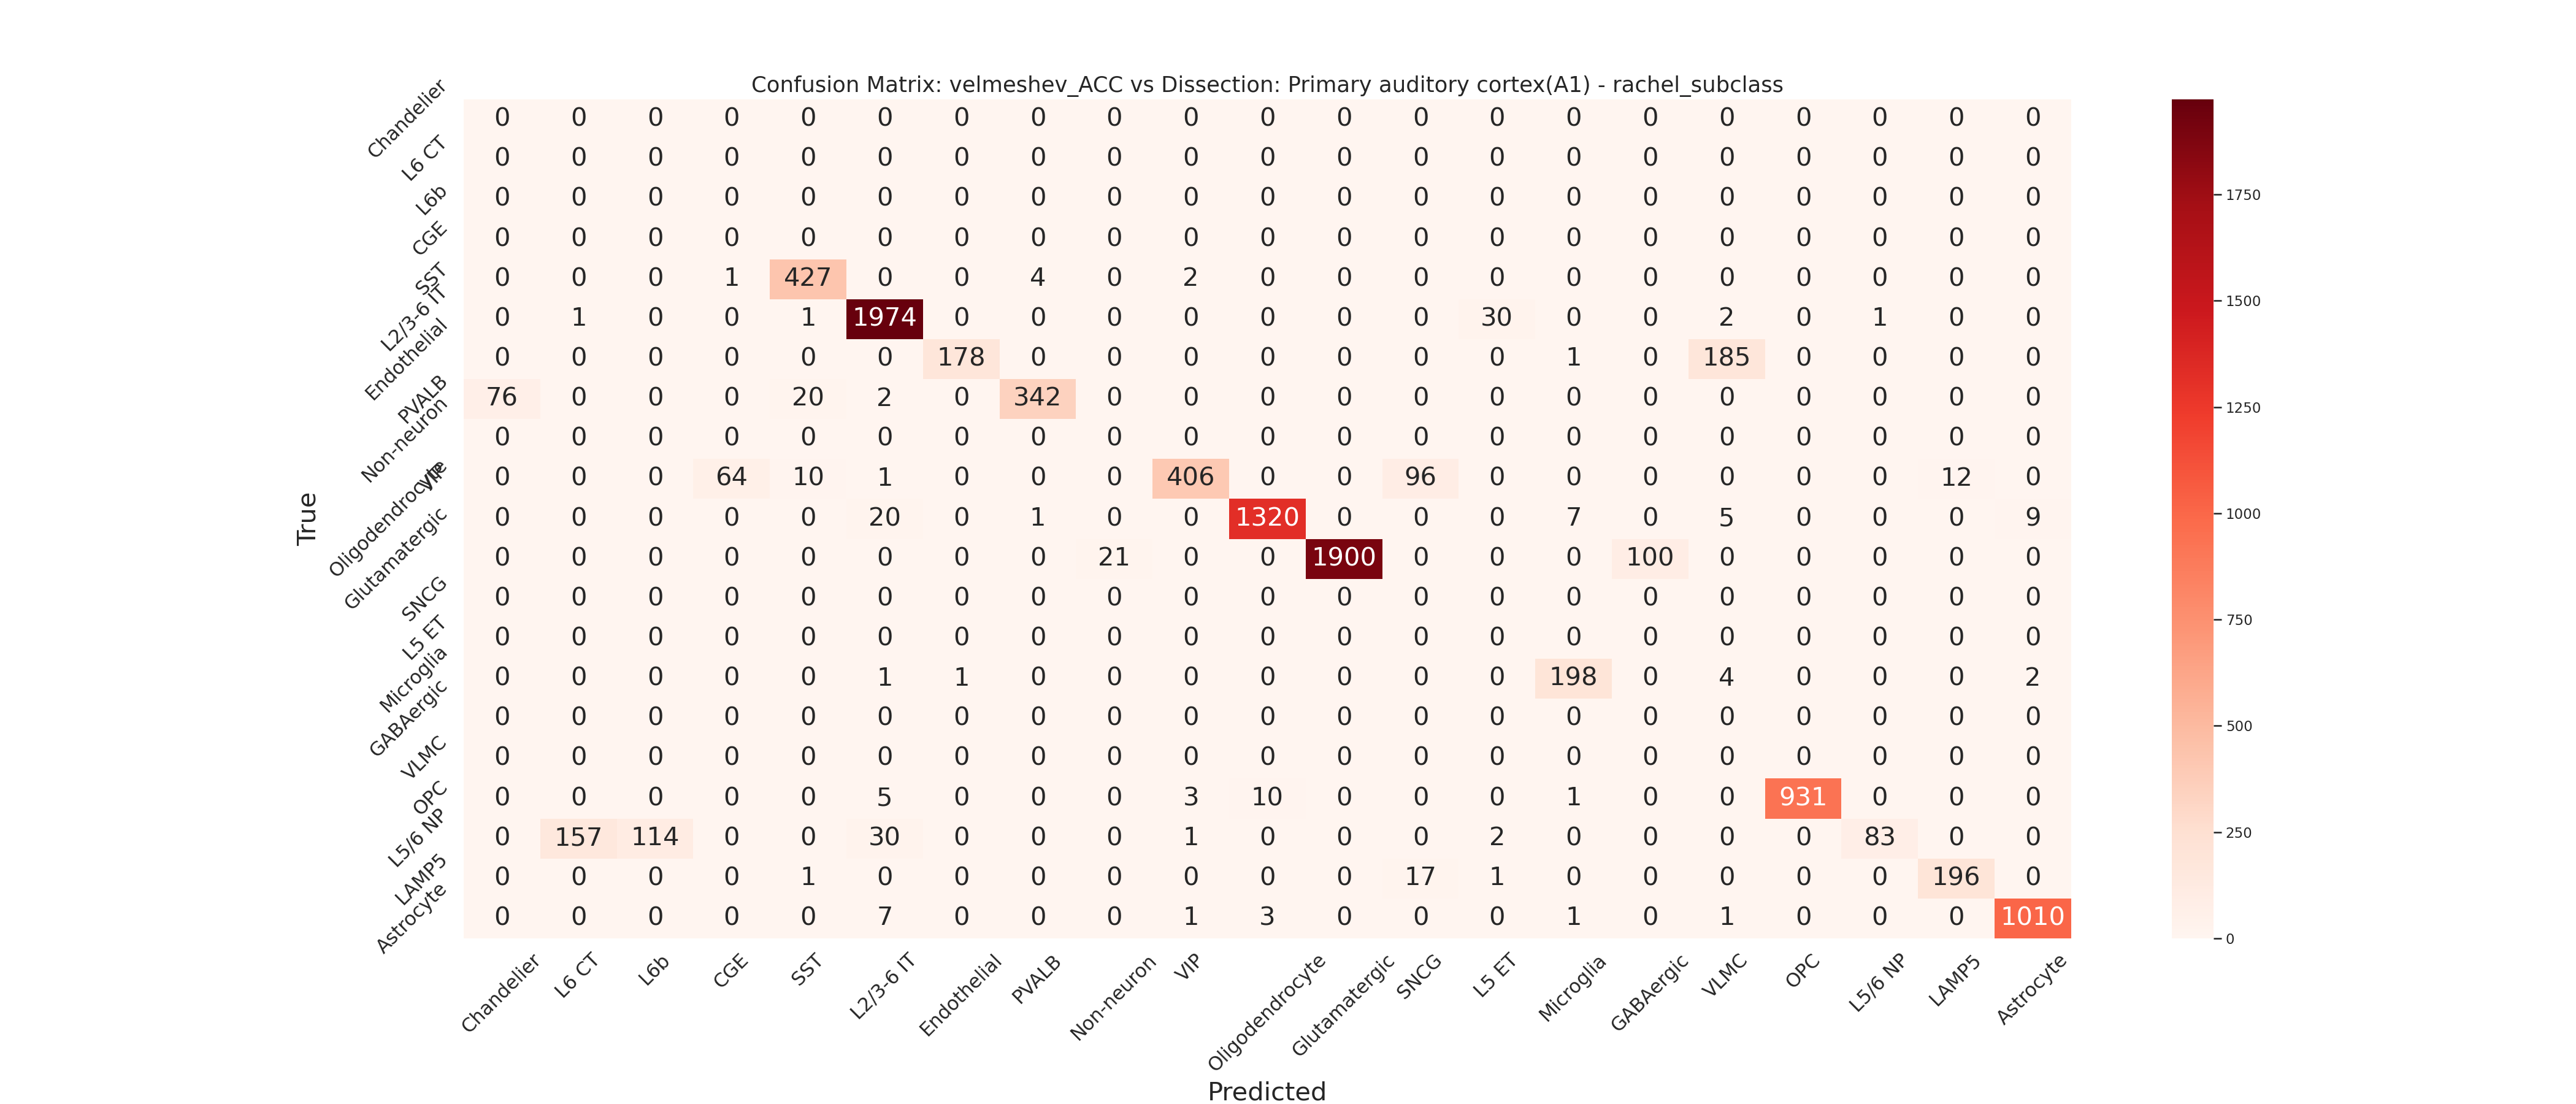 Confusion Matrix: velmeshev_ACC vs Dissection: Primary auditory cortex(A1) - rachel_subclass
Chandelier 0 0 0 0 0 0 0 0 0 0 0 0 0 0 0 0 0 0 0 0 0
L6 CT 0 0 0 0 0 0 0 0 0 0 0 0 0 0 0 0 0 0 0 0 0
L6b 0 0 0 0 0 0 0 0 0 0 0 0 0 0 0 0 0 0 0 0 0
CGE 0 0 0 0 0 0 0 0 0 0 0 0 0 0 0 0 0 0 0 0 0
SST 0 0 0 1 427 0 0 4 0 2 0 0 0 0 0 0 0 0 0 0 0
L2/3-6 IT 0 1 0 0 1 1974 0 0 0 0 0 0 0 30 0 0 2 0 1 0 0
Endothelial 0 0 0 0 0 0 178 0 0 0 0 0 0 0 1 0 185 0 0 0 0
PVALB 76 0 0 0 20 2 0 342 0 0 0 0 0 0 0 0 0 0 0 0 0
Non-neuron 0 0 0 0 0 0 0 0 0 0 0 0 0 0 0 0 0 0 0 0 0
VIP 0 0 0 64 10 1 0 0 0 406 0 0 96 0 0 0 0 0 0 12 0
Oligodendrocyte 0 0 0 0 0 20 0 1 0 0 1320 0 0 0 7 0 5 0 0 0 9
Glutamatergic 0 0 0 0 0 0 0 0 21 0 0 1900 0 0 0 100 0 0 0 0 0
SNCG 0 0 0 0 0 0 0 0 0 0 0 0 0 0 0 0 0 0 0 0 0
L5 ET 0 0 0 0 0 0 0 0 0 0 0 0 0 0 0 0 0 0 0 0 0
Microglia 0 0 0 0 0 1 1 0 0 0 0 0 0 0 198 0 4 0 0 0 2
GABAergic 0 0 0 0 0 0 0 0 0 0 0 0 0 0 0 0 0 0 0 0 0
VLMC 0 0 0 0 0 0 0 0 0 0 0 0 0 0 0 0 0 0 0 0 0
OPC 0 0 0 0 0 5 0 0 0 3 10 0 0 0 1 0 0 931 0 0 0
L5/6 NP 0 157 114 0 0 30 0 0 0 1 0 0 0 2 0 0 0 0 83 0 0
LAMP5 0 0 0 0 1 0 0 0 0 0 0 0 17 1 0 0 0 0 0 196 0
Astrocyte 0 0 0 0 0 7 0 0 0 1 3 0 0 0 1 0 1 0 0 0 1010
True
Chandelier L6 CT L6b CGE SST L2/3-6 IT Endothelial PVALB Non-neuron VIP Oligodendrocyte Glutamatergic SNCG L5 ET Microglia GABAergic VLMC OPC L5/6 NP LAMP5 Astrocyte
Predicted
1750
1500
1250
1000
750
500
250
0